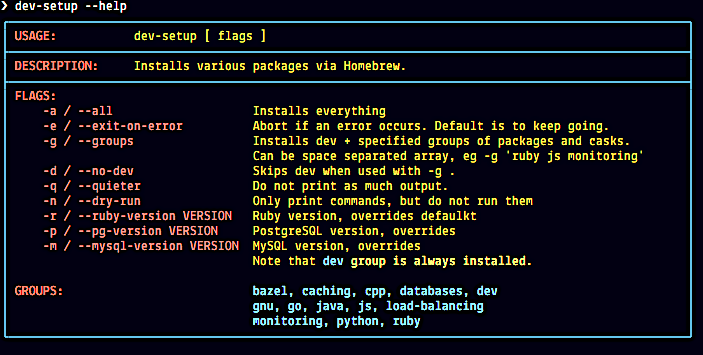 ❯ dev-setup --help
USAGE: dev-setup [ flags ]
DESCRIPTION: Installs various packages via Homebrew.
FLAGS:
-a / --all Installs everything
-e / --exit-on-error Abort if an error occurs. Default is to keep going.
-g / --groups Installs dev + specified groups of packages and casks.
Can be space separated array, eg -g 'ruby js monitoring'
-d / --no-dev Skips dev when used with -g .
-q / --quieter Do not print as much output.
-n / --dry-run Only print commands, but do not run them
-r / --ruby-version VERSION Ruby version, overrides defaulkt
-p / --pg-version VERSION PostgreSQL version, overrides
-m / --mysql-version VERSION MySQL version, overrides
Note that dev group is always installed.
GROUPS: bazel, caching, cpp, databases, dev
gnu, go, java, js, load-balancing
monitoring, python, ruby